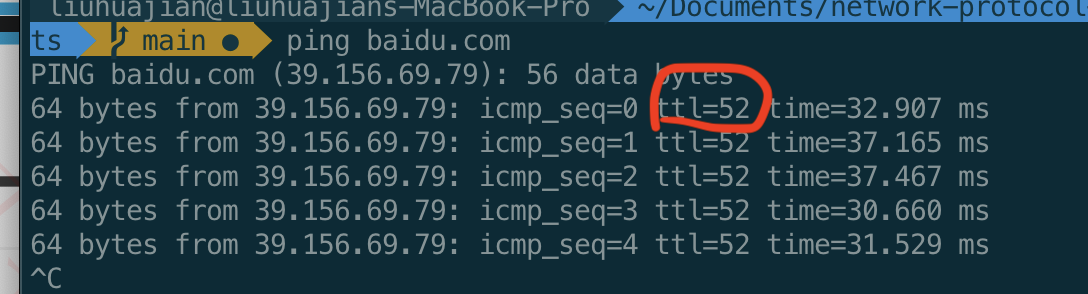 liuhuajian@liuhuajians-MacBook-Pro ~/Documents/network-protocol
ts main ● ping baidu.com
PING baidu.com (39.156.69.79): 56 data bytes
64 bytes from 39.156.69.79: icmp_seq=0 ttl=52 time=32.907 ms
64 bytes from 39.156.69.79: icmp_seq=1 ttl=52 time=37.165 ms
64 bytes from 39.156.69.79: icmp_seq=2 ttl=52 time=37.467 ms
64 bytes from 39.156.69.79: icmp_seq=3 ttl=52 time=30.660 ms
64 bytes from 39.156.69.79: icmp_seq=4 ttl=52 time=31.529 ms
^C